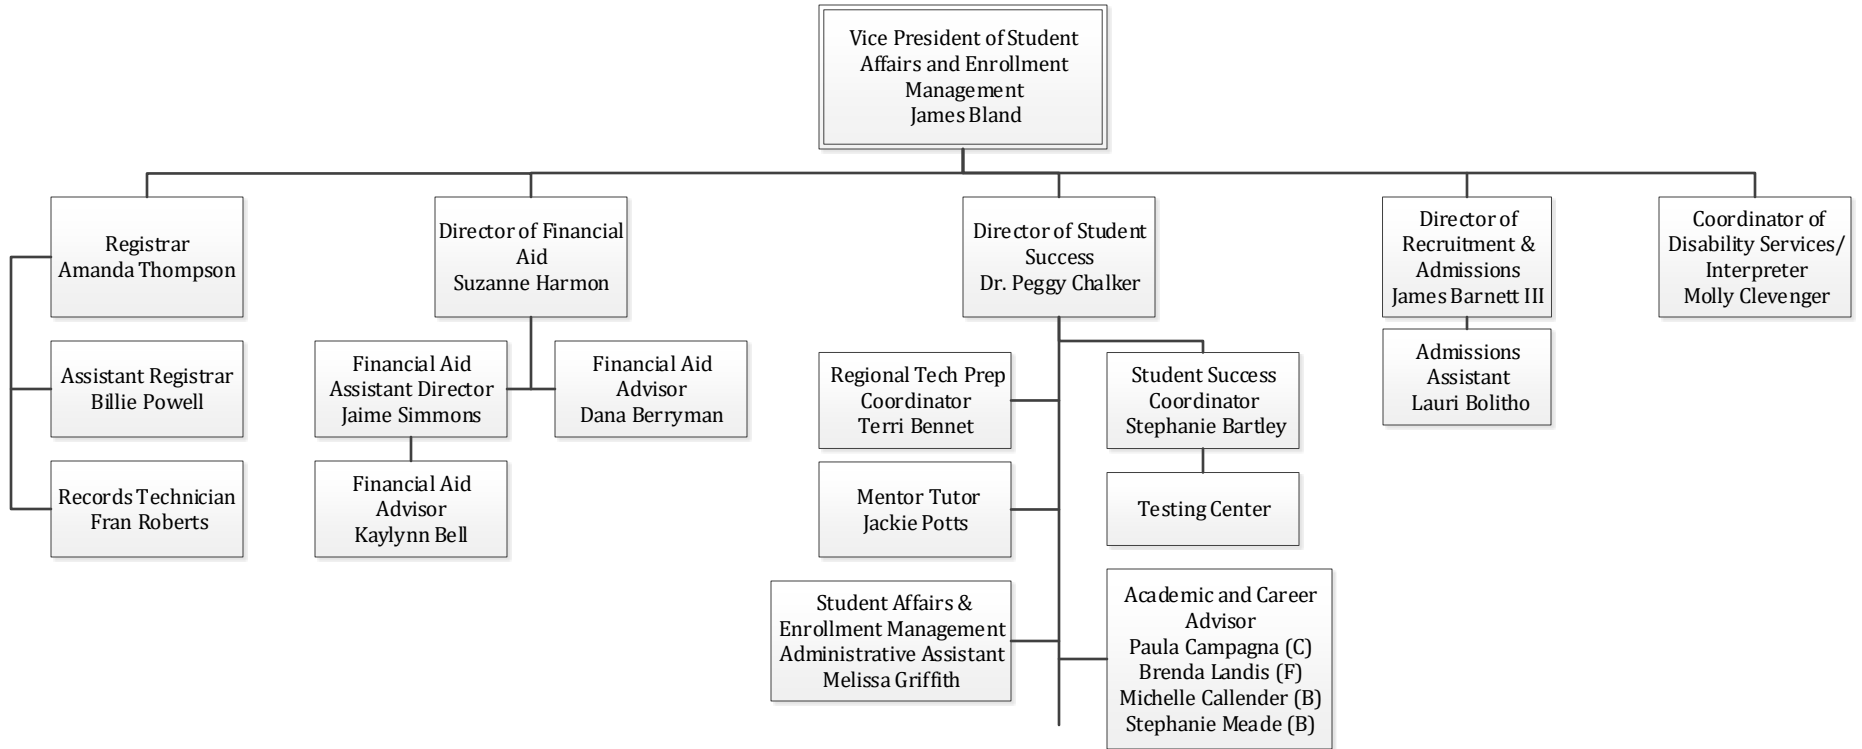 Vice President of Student
Affairs and Enrollment
Management
James Bland
Registrar
Amanda Thompson
Director of Financial
Aid
Suzanne Harmon
Director of Student
Success
Dr. Peggy Chalker
Director of
Recruitment &
Admissions
James Barnett III
Coordinator of
Disability Services/
Interpreter
Molly Clevenger
Assistant Registrar
Billie Powell
Financial Aid
Assistant Director
Jaime Simmons
Financial Aid
Advisor
Dana Berryman
Regional Tech Prep
Coordinator
Terri Bennet
Student Success
Coordinator
Stephanie Bartley
Admissions
Assistant
Lauri Bolitho
Records Technician
Fran Roberts
Financial Aid
Advisor
Kaylynn Bell
Mentor Tutor
Jackie Potts
Testing Center
Student Affairs &
Enrollment Management
Administrative Assistant
Melissa Griffith
Academic and Career
Advisor
Paula Campagna (C)
Brenda Landis (F)
Michelle Callender (B)
Stephanie Meade (B)